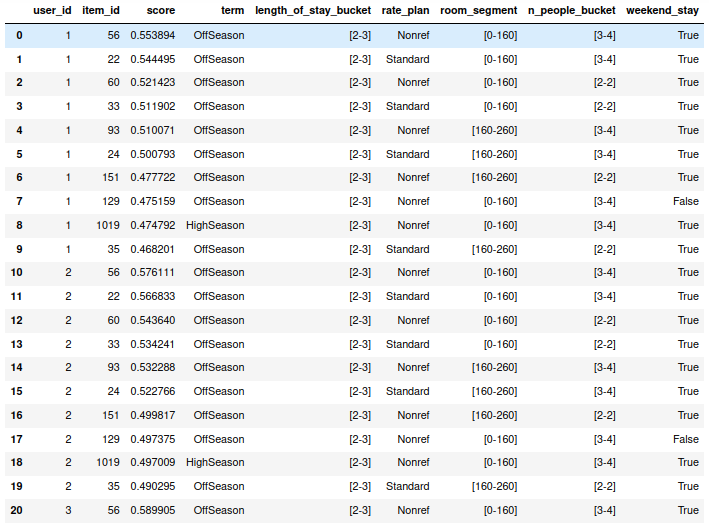 user_id item_id score term length_of_stay_bucket rate_plan room_segment n_people_bucket weekend_stay
0 1 56 0.553894 OffSeason [2-3] Nonref [0-160] [3-4] True
1 1 22 0.544495 OffSeason [2-3] Standard [0-160] [3-4] True
2 1 60 0.521423 OffSeason [2-3] Nonref [0-160] [2-2] True
3 1 33 0.511902 OffSeason [2-3] Standard [0-160] [2-2] True
4 1 93 0.510071 OffSeason [2-3] Nonref [160-260] [3-4] True
5 1 24 0.500793 OffSeason [2-3] Standard [160-260] [3-4] True
6 1 151 0.477722 OffSeason [2-3] Nonref [160-260] [2-2] True
7 1 129 0.475159 OffSeason [2-3] Nonref [0-160] [3-4] False
8 1 1019 0.474792 HighSeason [2-3] Nonref [0-160] [3-4] True
9 1 35 0.468201 OffSeason [2-3] Standard [160-260] [2-2] True
10 2 56 0.576111 OffSeason [2-3] Nonref [0-160] [3-4] True
11 2 22 0.566833 OffSeason [2-3] Standard [0-160] [3-4] True
12 2 60 0.543640 OffSeason [2-3] Nonref [0-160] [2-2] True
13 2 33 0.534241 OffSeason [2-3] Standard [0-160] [2-2] True
14 2 93 0.532288 OffSeason [2-3] Nonref [160-260] [3-4] True
15 2 24 0.522766 OffSeason [2-3] Standard [160-260] [3-4] True
16 2 151 0.499817 OffSeason [2-3] Nonref [160-260] [2-2] True
17 2 129 0.497375 OffSeason [2-3] Nonref [0-160] [3-4] False
18 2 1019 0.497009 HighSeason [2-3] Nonref [0-160] [3-4] True
19 2 35 0.490295 OffSeason [2-3] Standard [160-260] [2-2] True
20 3 56 0.589905 OffSeason [2-3] Nonref [0-160] [3-4] True